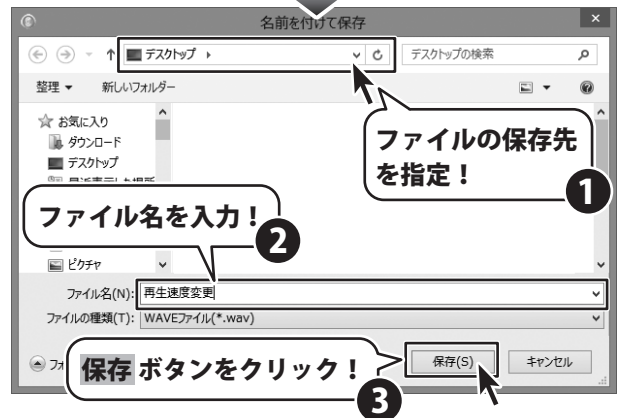 名前を付けて保存
デスクトップ
デスクトップの検索
整理 新しいフォルダー
お気に入り
ダウンロード
デスクトップ
ファイルの保存先
を指定！
1
ファイル名を入力！
2
ピクチャ
ファイル名(N): 再生速度変更
ファイルの種類(T): WAVEファイル(*.wav)
保存 ボタンをクリック！
3
保存(S) キャンセル